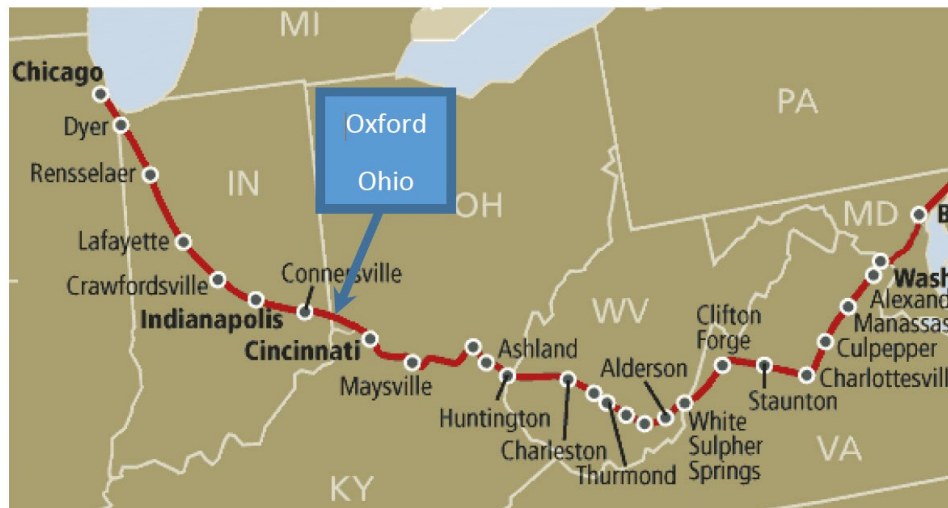 MI
Chicago
Oxford
Ohio
PA
Dyer
Rensselaer
IN
OH
MD
B
Lafayette
Connersville
Crawfordsville
Wash
Indianapolis
WV
Alexand
Clifton
Forge
Manassas
Cincinnati
Ashland
Culpepper
Maysville
Alderson
Charlottesvill
Huntington
Staunton
White
Sulpher
Springs
Charleston
Thurmond
VA
KY